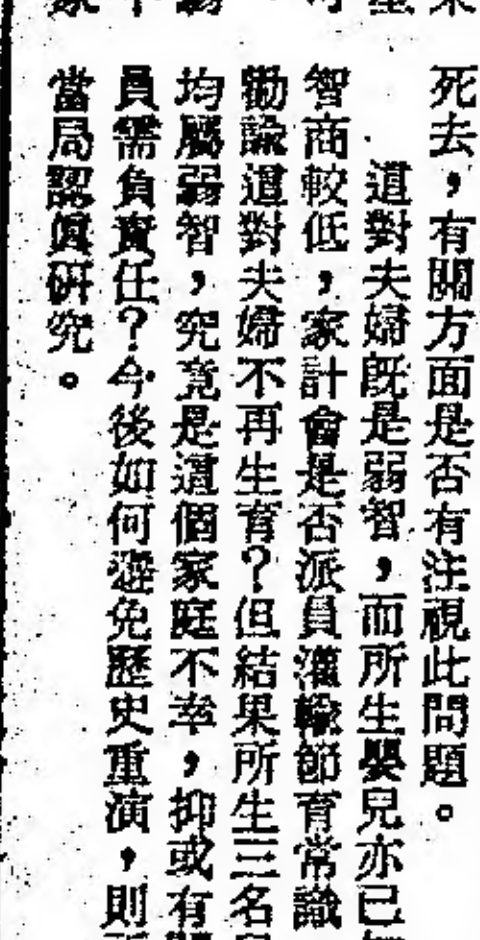 死去，有關方面是否有注視此問題。
這對夫婦既是弱智，而所生嬰兒亦已
智商較低，家計會是否派員灌輸節育常識
勸諭這對夫婦不再生育？但結果所生三名
均屬弱智，究竟是這個家庭不幸，抑或有
員需負責任？今後如何避免歷史重演，則
當局認真研究。